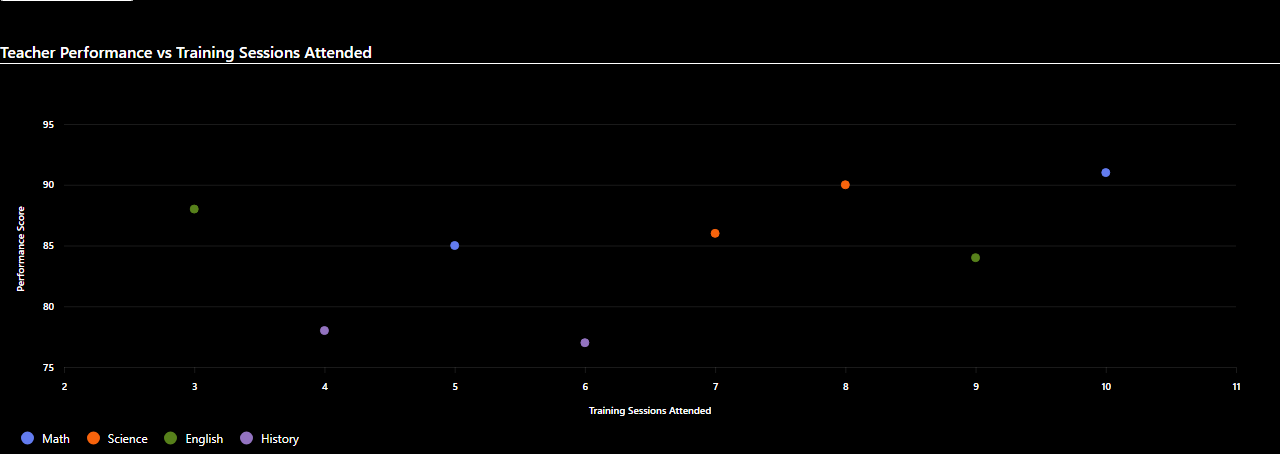 Teacher Performance vs Training Sessions Attended
95
90
85
80
75
Performance Score
2 3 4 5 6 7 8 9 10 11
Training Sessions Attended
Math Science English History